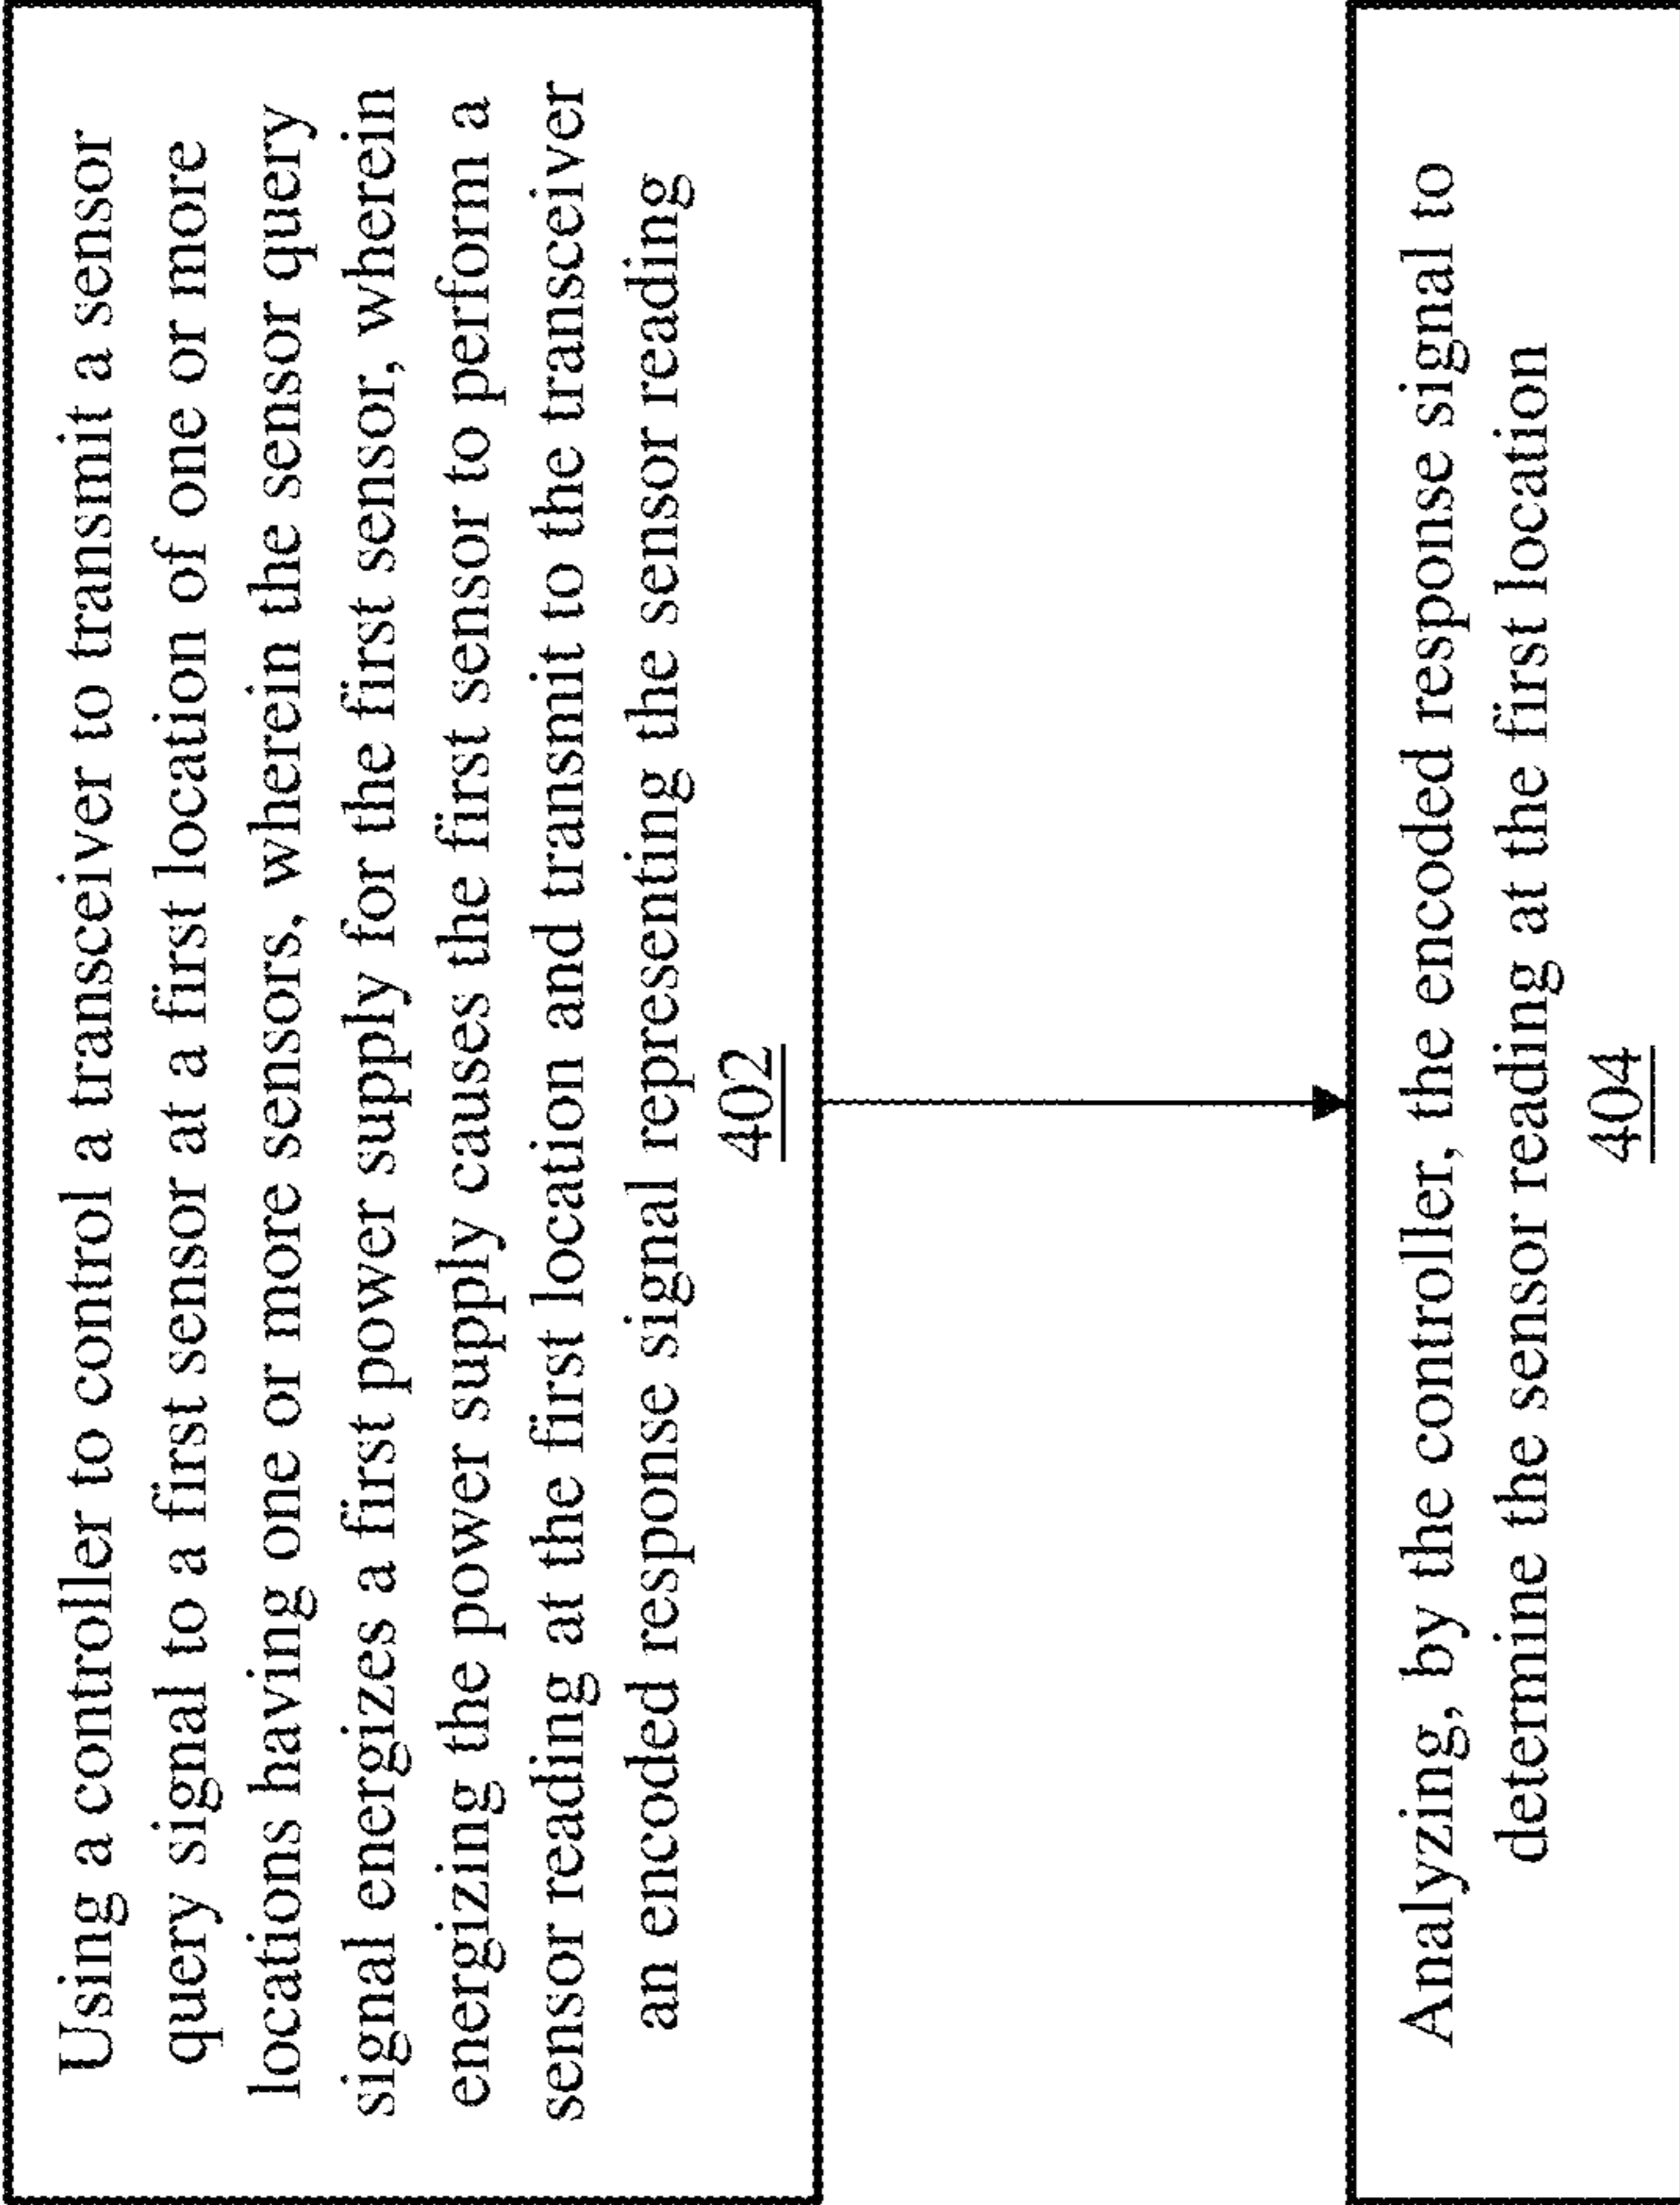 Using a controller to control a transceiver to transmit a sensor
query signal to a first sensor at a first location of one or more
locations having one or more sensors, wherein the sensor query
signal energizes a first power supply for the first sensor, wherein
energizing the power supply causes the first sensor to perform a
sensor reading at the first location and transmit to the transceiver
an encoded response signal representing the sensor reading
402
Analyzing, by the controller, the encoded response signal to
determine the sensor reading at the first location
404